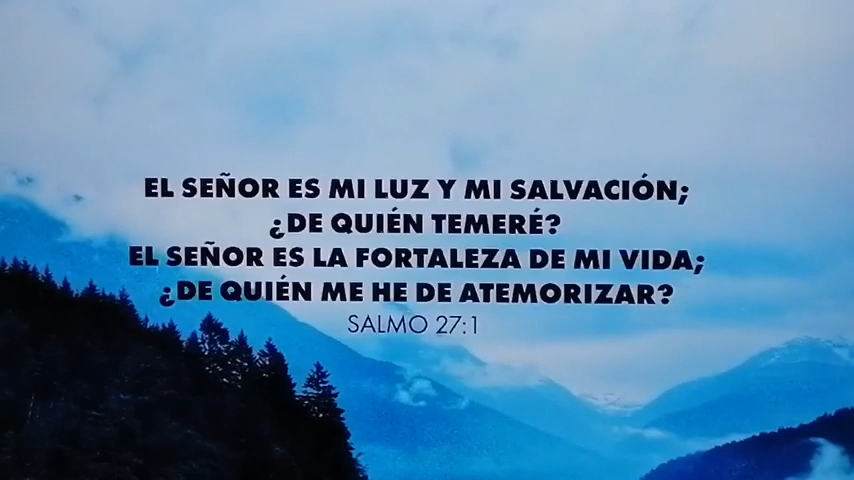 EL SEÑOR ES MI LUZ Y MI SALVACIÓN;
¿DE QUIÉN TEMERÉ?
EL SEÑOR ES LA FORTALEZA DE MI VIDA;
¿DE QUIÉN ME HE DE ATEMORIZAR?
SALMO 27:1